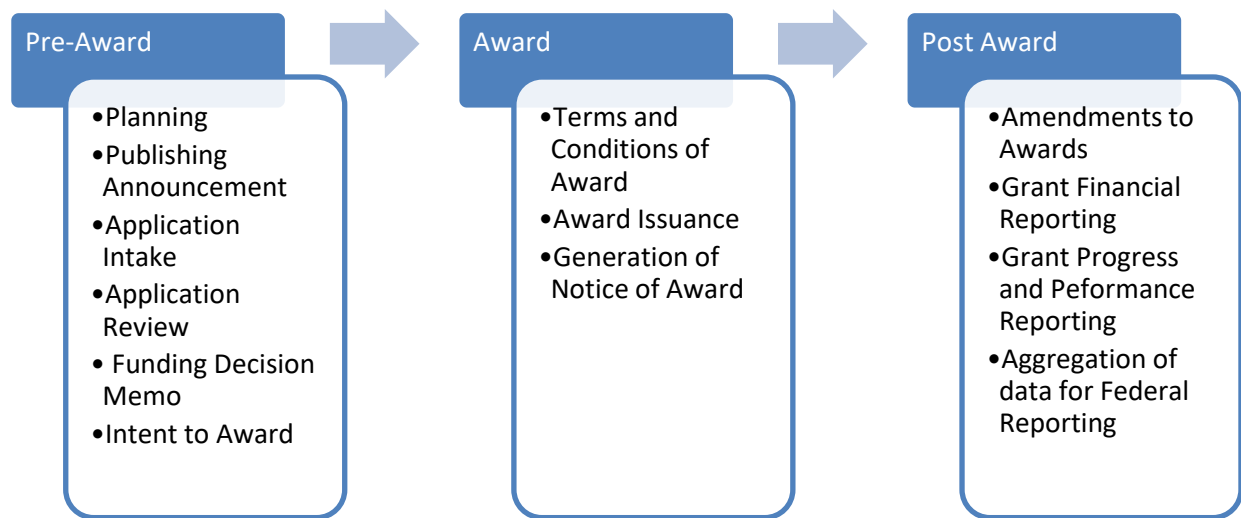 Pre-Award
•Planning
•Publishing
Announcement
•Application
Intake
•Application
Review
• Funding Decision
Memo
•Intent to Award
Award
•Terms and
Conditions of
Award
•Award Issuance
•Generation of
Notice of Award
Post Award
•Amendments to
Awards
•Grant Financial
Reporting
•Grant Progress
and Peformance
Reporting
•Aggregation of
data for Federal
Reporting